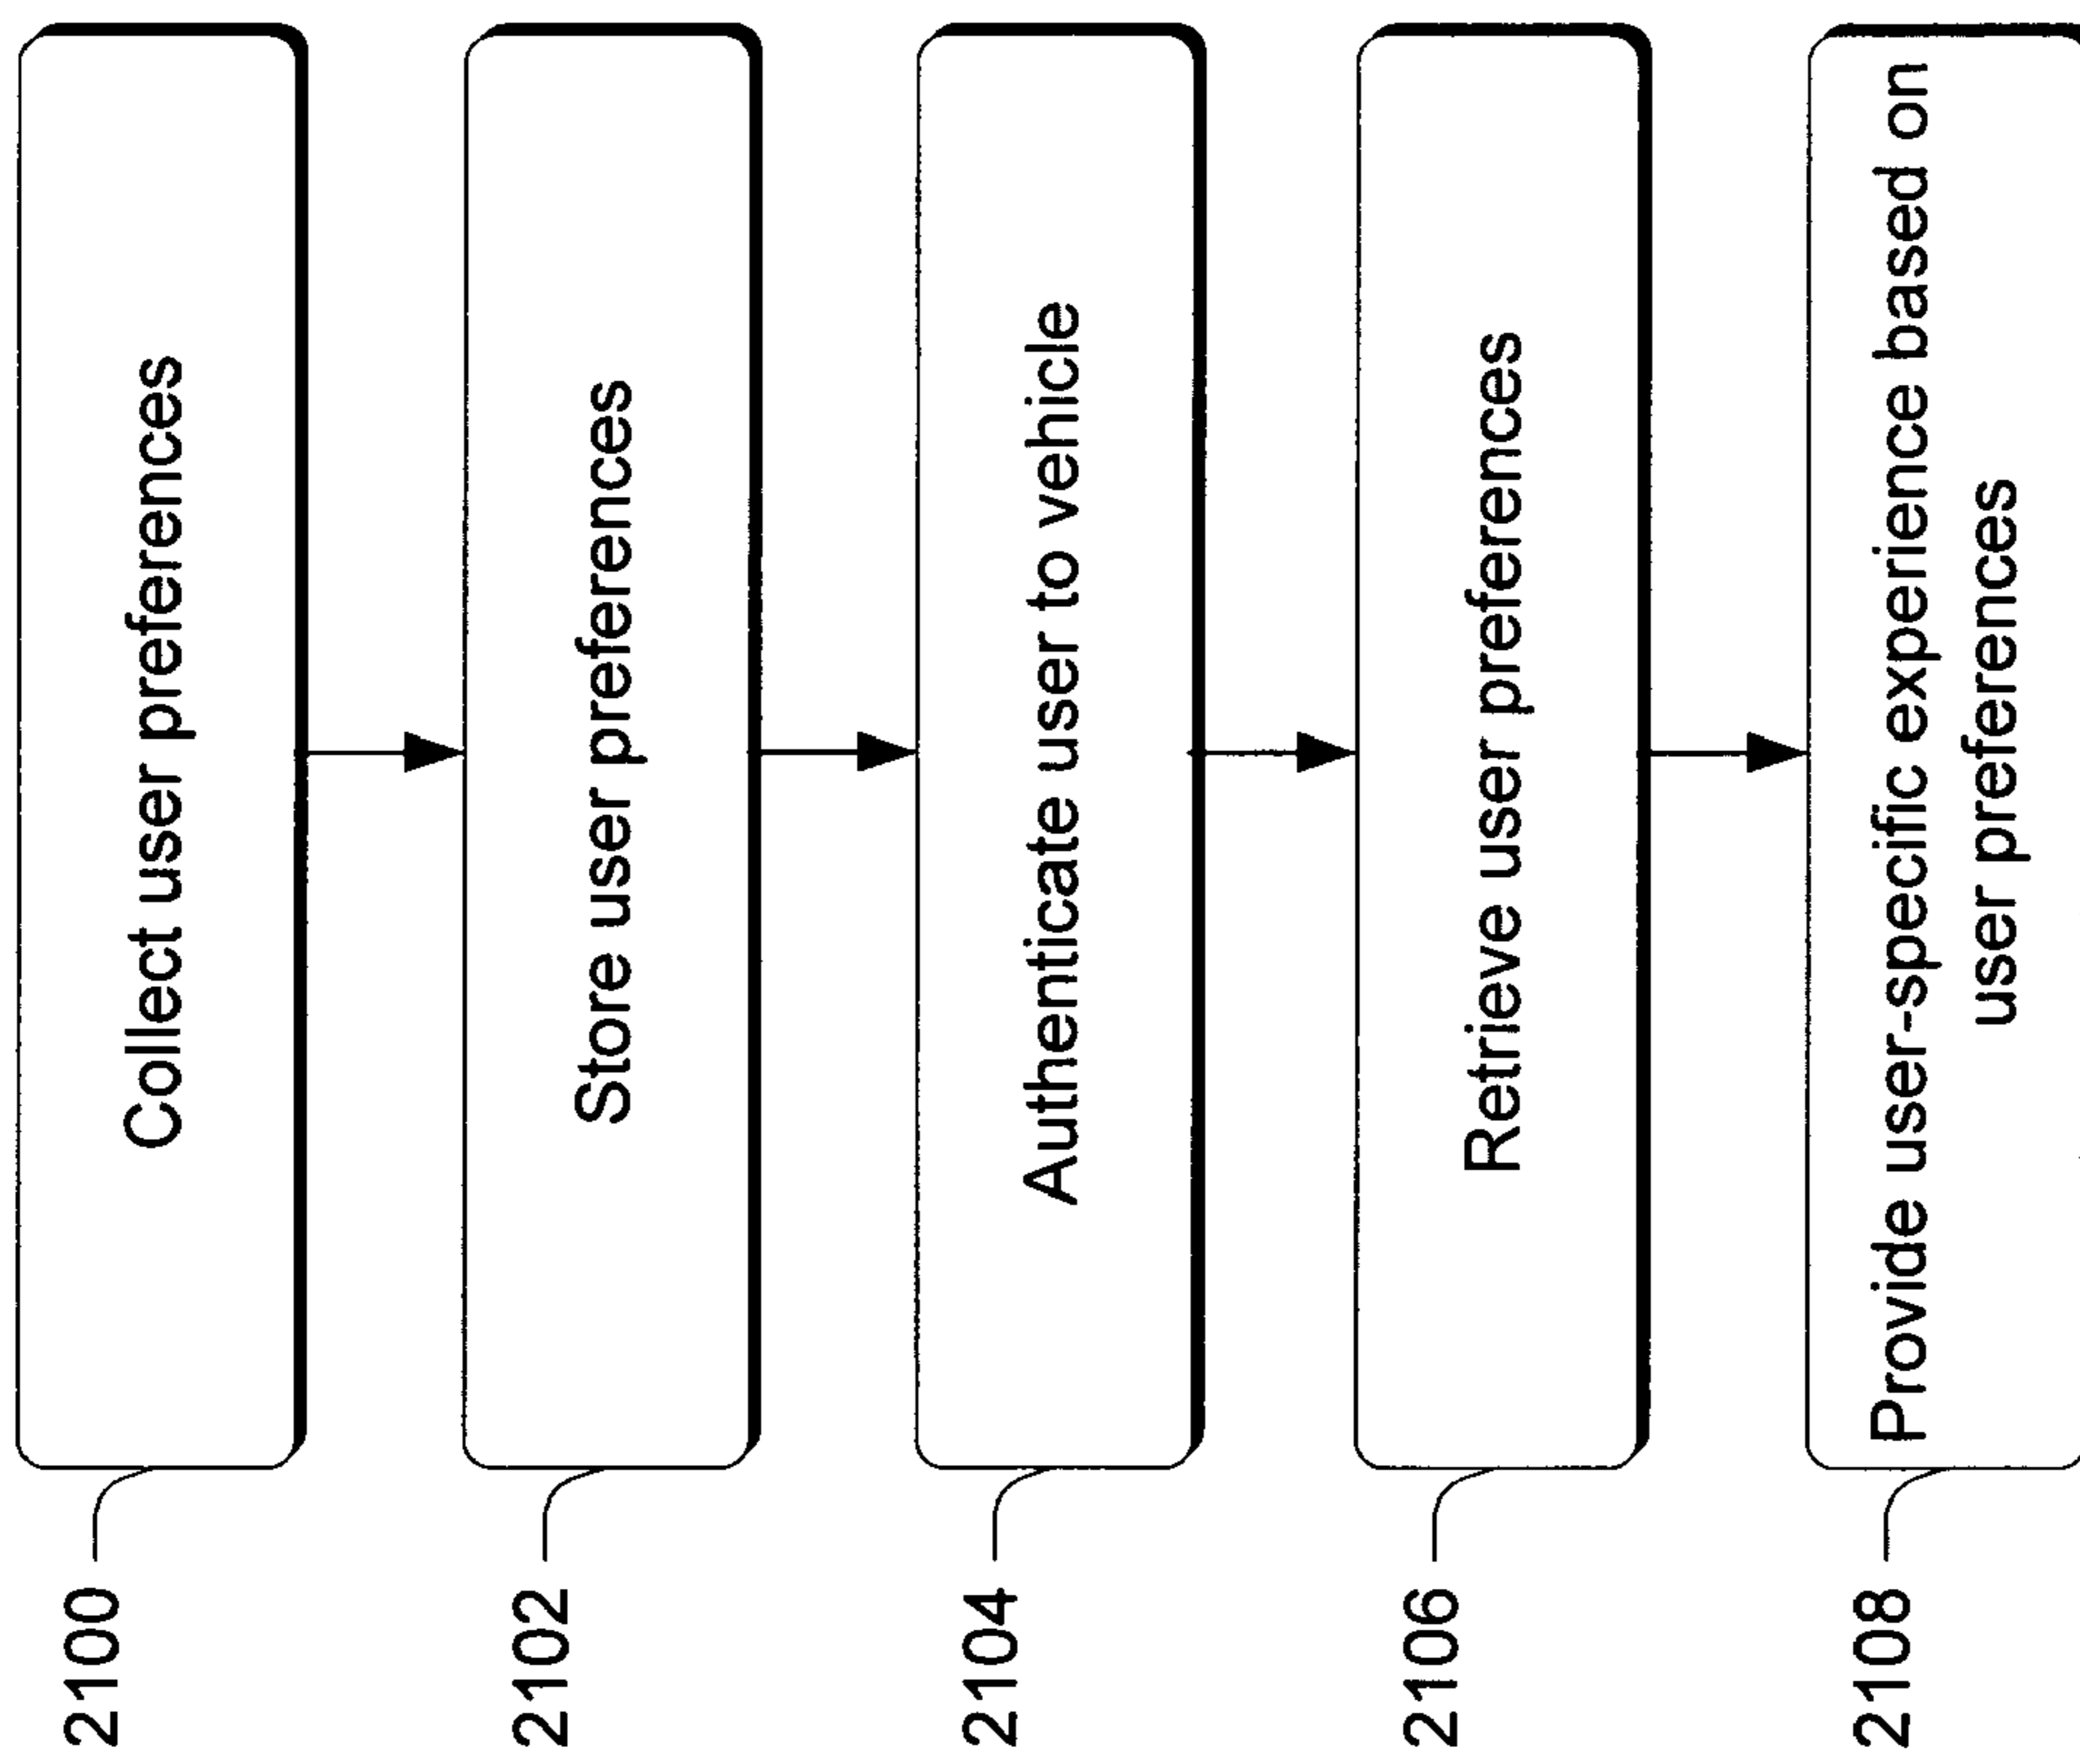 2100
Collect user preferences
2102
Store user preferences
2104
Authenticate user to vehicle
2106
Retrieve user preferences
2108
Provide user-specific experience based on
user preferences